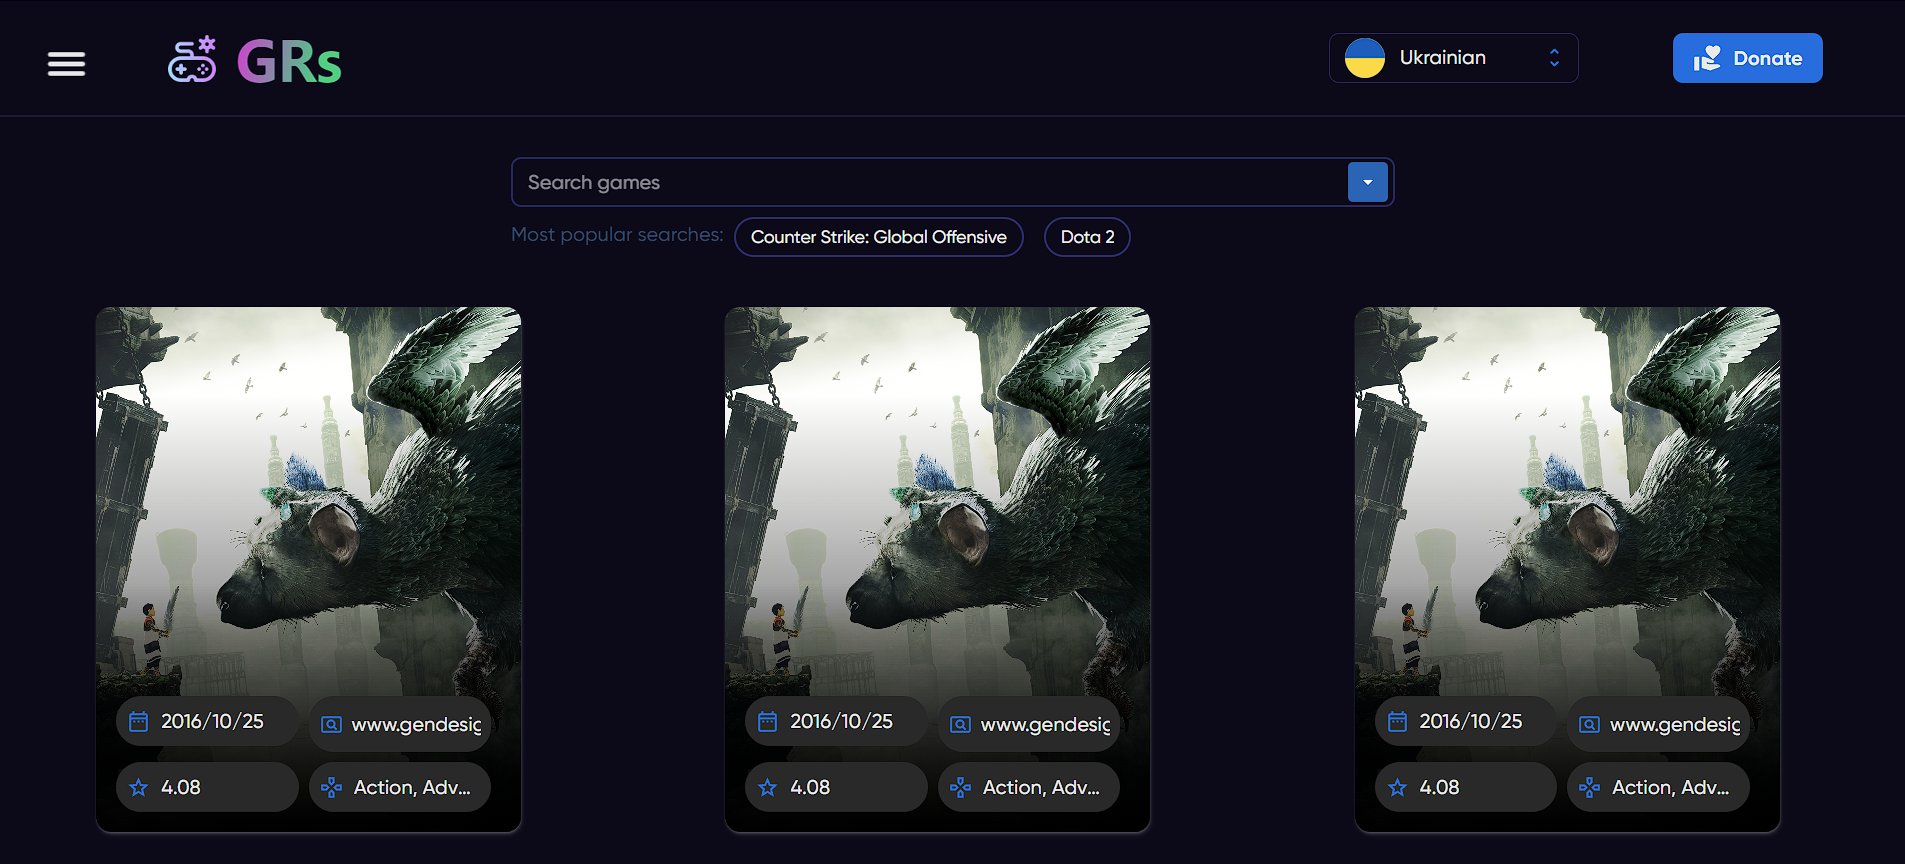 GRs
Ukrainian
Donate
Search games
Most popular searches:
Counter Strike: Global Offensive
Dota 2
2016/10/25
www.gendesig
4.08
Action, Adv...
2016/10/25
www.gendesig
4.08
Action, Adv...
2016/10/25
www.gendesig
4.08
Action, Adv...